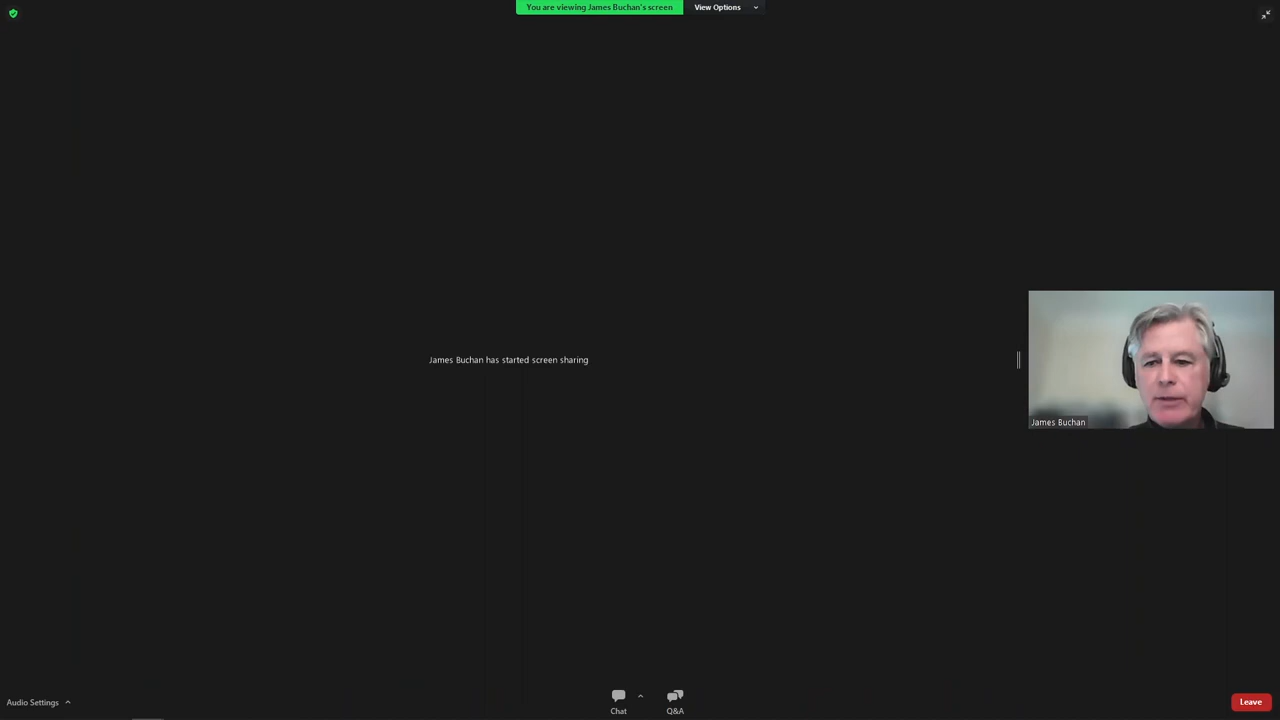 You are viewing James Buchan's screen
View Options
James Buchan has started screen sharing
James Buchan
Audio Settings
Chat
Q&A
Leave